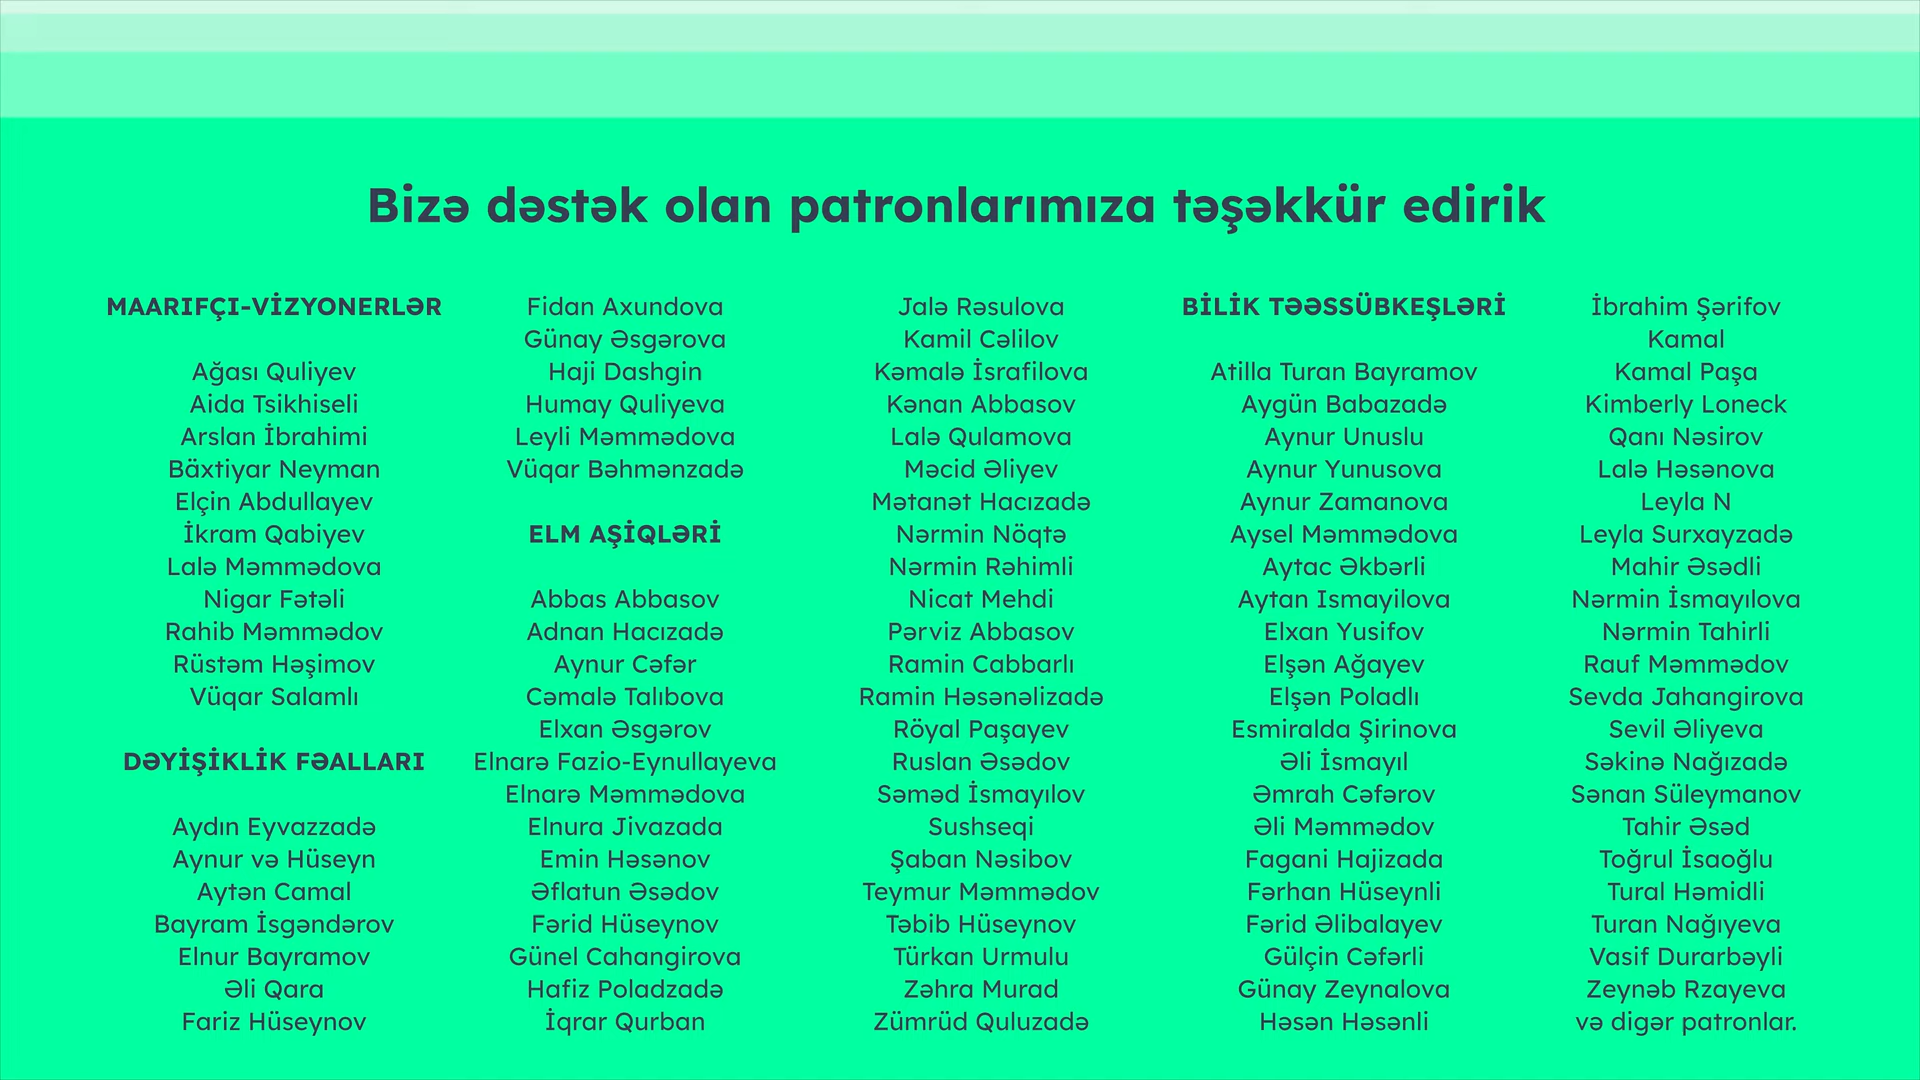 Bizə dəstək olan patronlarımıza təşəkkür edirik
MAARIFÇI-VİZYONERLƏR
Ağası Quliyev
Aida Tsikhiseli
Arslan İbrahimi
Bäxtiyar Neyman
Elçin Abdullayev
İkram Qabiyev
Lalə Məmmədova
Nigar Fətəli
Rahib Məmmədov
Rüstəm Həşimov
Vüqar Salamlı
DƏYİŞİKLİK FƏALLARI
Aydın Eyvazzadə
Aynur və Hüseyn
Aytən Camal
Bayram İsgəndərov
Elnur Bayramov
Əli Qara
Fariz Hüseynov
Fidan Axundova
Günay Əsgərova
Haji Dashgin
Humay Quliyeva
Leyli Məmmədova
Vüqar Bəhmənzadə
ELM AŞİQLƏRİ
Abbas Abbasov
Adnan Hacızadə
Aynur Cəfər
Cəmalə Talıbova
Elxan Əsgərov
Elnarə Fazio-Eynullayeva
Elnarə Məmmədova
Elnura Jivazada
Emin Həsənov
Əflatun Əsədov
Fərid Hüseynov
Günel Cahangirova
Hafiz Poladzadə
İqrar Qurban
Jalə Rəsulova
Kamil Cəlilov
Kəmalə İsrafilova
Kənan Abbasov
Lalə Qulamova
Məcid Əliyev
Mətanət Hacızadə
Nərmin Nöqtə
Nərmin Rəhimli
Nicat Mehdi
Pərviz Abbasov
Ramin Cabbarlı
Ramin Həsənəlizadə
Röyal Paşayev
Ruslan Əsədov
Səməd İsmayılov
Sushseqi
Şaban Nəsibov
Teymur Məmmədov
Təbib Hüseynov
Türkan Urmulu
Zəhra Murad
Zümrüd Quluzadə
BİLİK TƏƏSSÜBKEŞLƏRİ
Atilla Turan Bayramov
Aygün Babazadə
Aynur Unuslu
Aynur Yunusova
Aynur Zamanova
Aysel Məmmədova
Aytac Əkbərli
Aytan Ismayilova
Elxan Yusifov
Elşən Ağayev
Elşən Poladlı
Esmiralda Şirinova
Əli İsmayıl
Əmrah Cəfərov
Əli Məmmədov
Fagani Hajizada
Fərhan Hüseynli
Fərid Əlibalayev
Gülçin Cəfərli
Günay Zeynalova
Həsən Həsənli
İbrahim Şərifov
Kamal
Kamal Paşa
Kimberly Loneck
Qanı Nəsirov
Lalə Həsənova
Leyla N
Leyla Surxayzadə
Mahir Əsədli
Nərmin İsmayılova
Nərmin Tahirli
Rauf Məmmədov
Sevda Jahangirova
Sevil Əliyeva
Səkinə Nağızadə
Sənan Süleymanov
Tahir Əsəd
Toğrul İsaoğlu
Tural Həmidli
Turan Nağıyeva
Vasif Durarbəyli
Zeynəb Rzayeva
və digər patronlar.